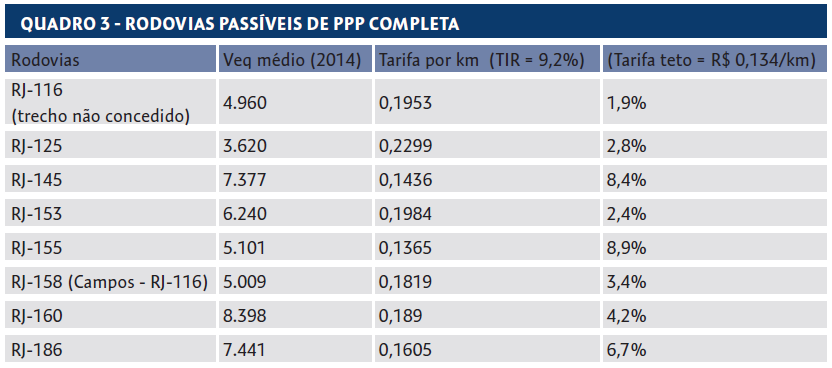 QUADRO 3 - RODOVIAS PASSÍVEIS DE PPP COMPLETA
Rodovias Veq médio (2014) Tarifa por km (TIR = 9,2%) (Tarifa teto = R$ 0,134/km)
RJ-116
(trecho não concedido) 4.960 0,1953 1,9%
RJ-125 3.620 0,2299 2,8%
RJ-145 7.377 0,1436 8,4%
RJ-153 6.240 0,1984 2,4%
RJ-155 5.101 0,1365 8,9%
RJ-158 (Campos - RJ-116) 5.009 0,1819 3,4%
RJ-160 8.398 0,189 4,2%
RJ-186 7.441 0,1605 6,7%